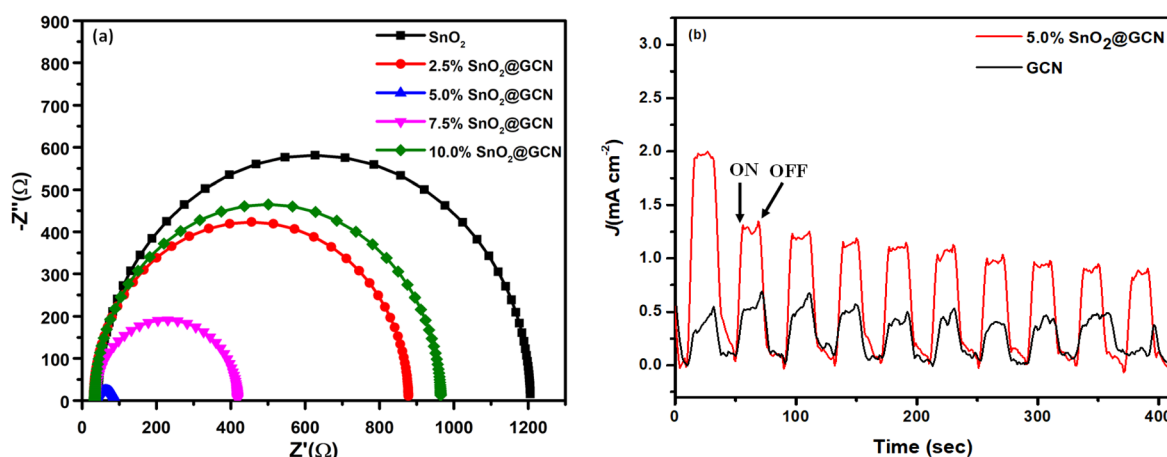 (a)
SnO₂
2.5% SnO₂@GCN
5.0% SnO₂@GCN
7.5% SnO₂@GCN
10.0% SnO₂@GCN
900
800
700
600
500
400
300
200
100
0
-Z''(Ω)
0 200 400 600 800 1000 1200
Z'(Ω)
(b)
5.0% SnO₂@GCN
GCN
ON OFF
3.0
2.5
2.0
1.5
1.0
0.5
0.0
J(mA cm⁻²)
0 100 200 300 400
Time (sec)